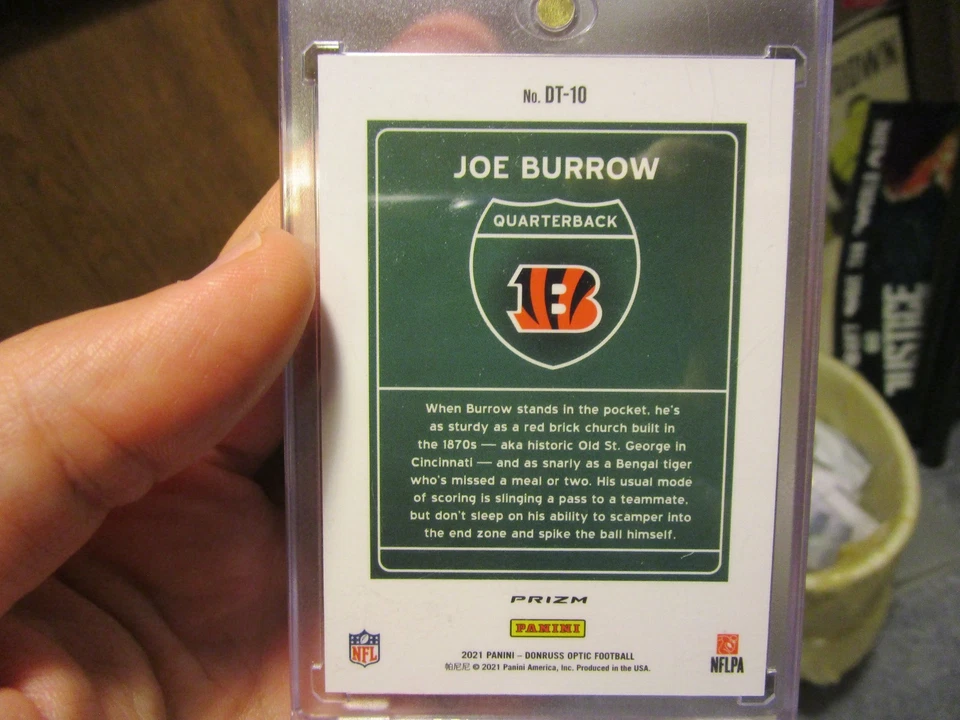 No. DT-10
JOE BURROW
QUARTERBACK
B
When Burrow stands in the pocket, he's
as sturdy as a red brick church built in
the 1870s — aka historic Old St. George in
Cincinnati — and as snarly as a Bengal tiger
who's missed a meal or two. His usual mode
of scoring is slinging a pass to a teammate,
but don't sleep on his ability to scamper into
the end zone and spike the ball himself.
PRIZM
PANINI
NFL
2021 PANINI – DONRUSS OPTIC FOOTBALL
帕尼尼 © 2021 Panini America, Inc. Produced in the USA.
NFLPA
JUSTICE